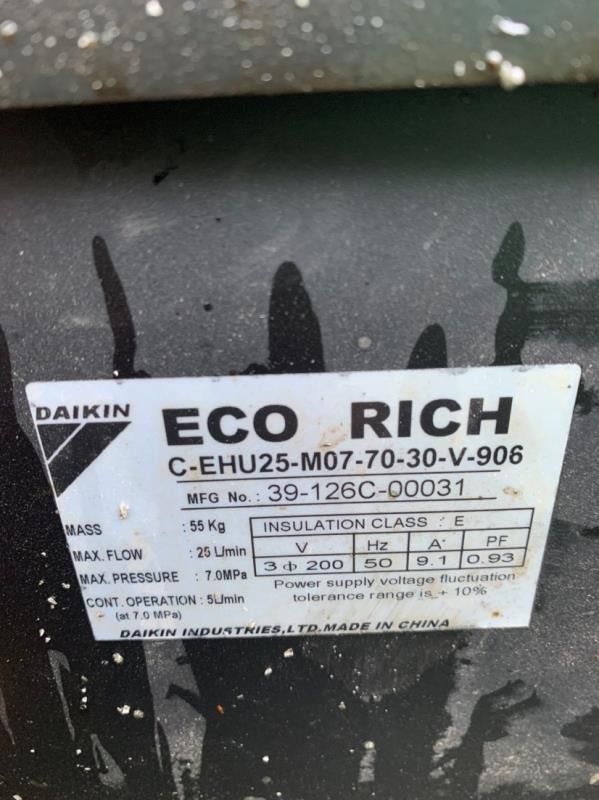 DAIKIN
ECO RICH
C-EHU25-M07-70-30-V-906
MFG No. : 39-126C-00031
MASS : 55 Kg
MAX. FLOW : 25 L/min
MAX. PRESSURE : 7.0MPa
CONT. OPERATION : 5L/min
(at 7.0 MPa)
INSULATION CLASS : E
V Hz A PF
3 ф 200 50 9.1 0.93
Power supply voltage fluctuation
tolerance range is ± 10%
DAIKIN INDUSTRIES, LTD. MADE IN CHINA